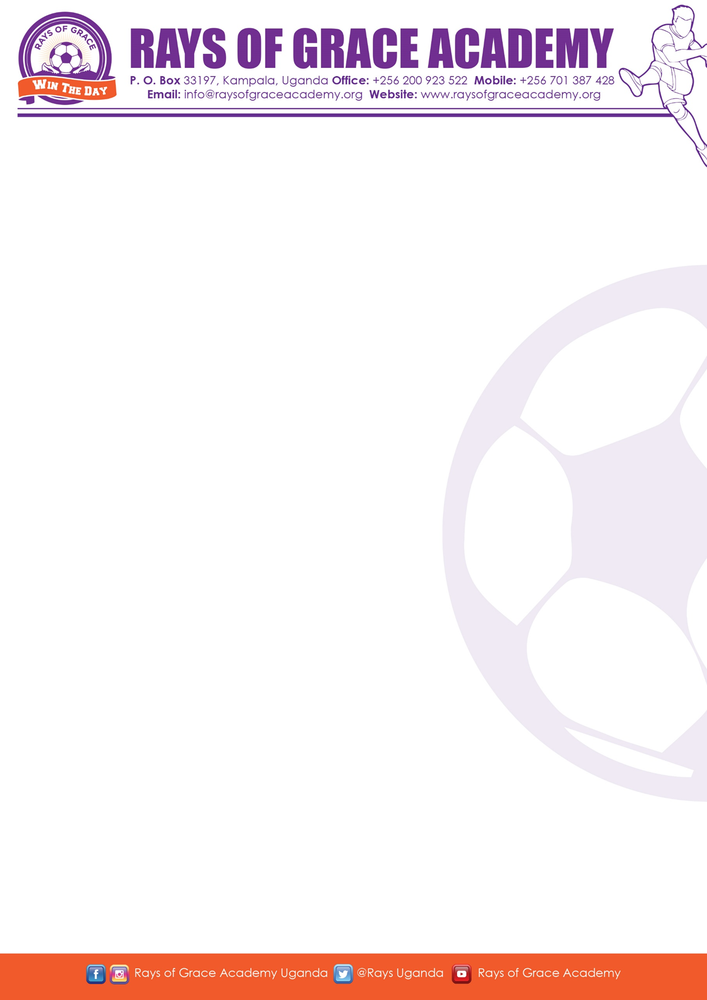 RAYS OF GRACE
WIN THE DAY
RAYS OF GRACE ACADEMY
P. O. Box 33197, Kampala, Uganda Office: +256 200 923 522 Mobile: +256 701 387 428
Email: info@raysofgraceacademy.org Website: www.raysofgraceacademy.org
Rays of Grace Academy Uganda @Rays Uganda Rays of Grace Academy